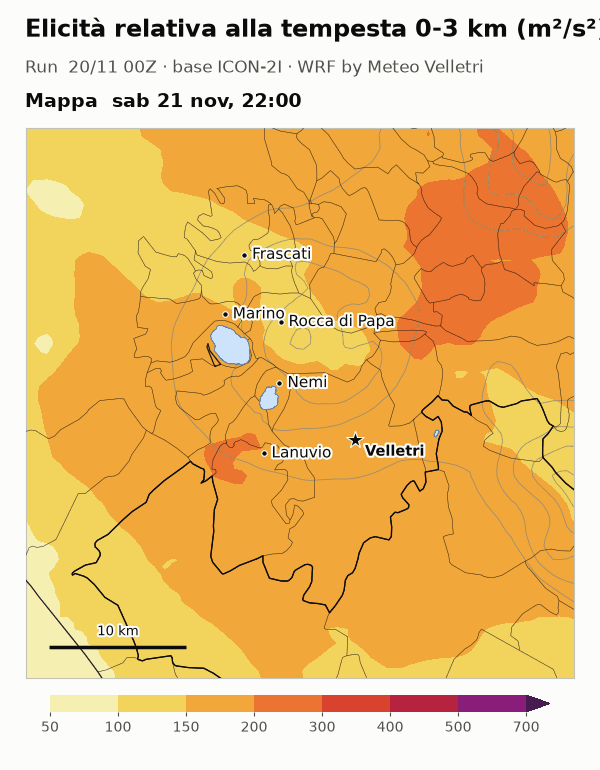 Elicità relativa alla tempesta 0-3 km (m²/s²)
Run 20/11 00Z · base ICON-2I · WRF by Meteo Velletri
Mappa sab 21 nov, 22:00
Frascati
Marino
Rocca di Papa
Nemi
Velletri
Lanuvio
10 km
50 100 150 200 300 400 500 700